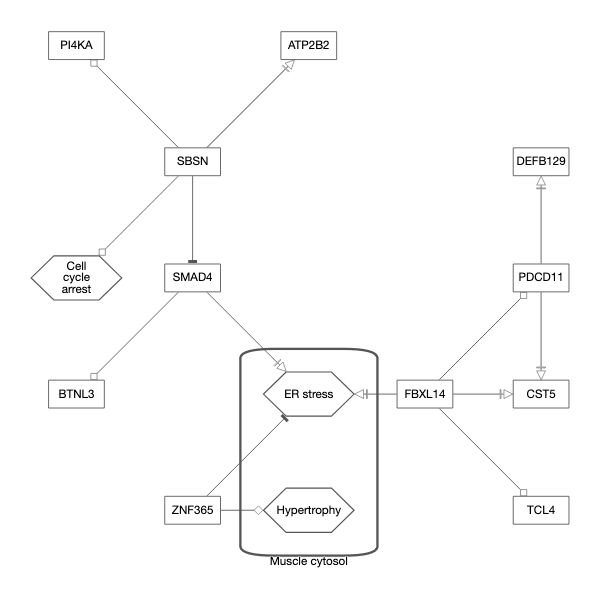 PI4KA
ATP2B2
SBSN
DEFB129
Cell
cycle
arrest
SMAD4
PDCD11
BTNL3
ER stress
FBXL14
CST5
ZNF365
Hypertrophy
TCL4
Muscle cytosol